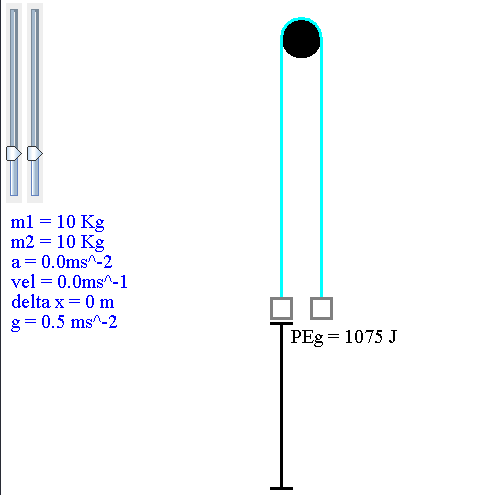 m1 = 10 Kg
m2 = 10 Kg
a = 0.0ms^-2
vel = 0.0ms^-1
delta x = 0 m
g = 0.5 ms^-2
PEg = 1075 J